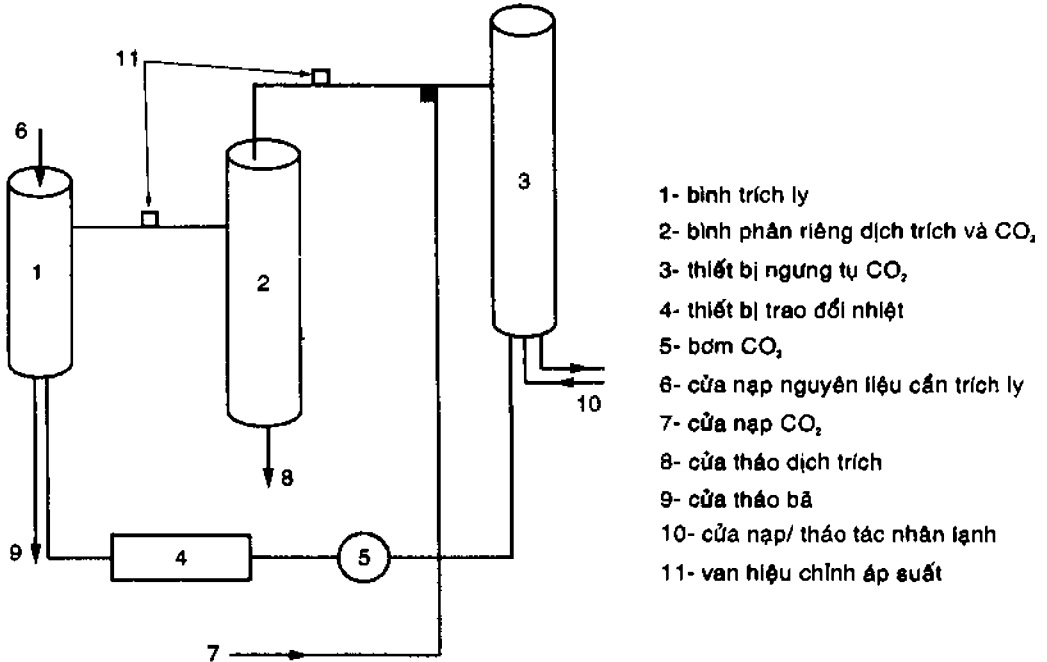 11
6
1
2
3
10
8
9
4
5
7
1- bình trích ly
2- bình phân riêng dịch trích và CO₂
3- thiết bị ngưng tụ CO₂
4- thiết bị trao đổi nhiệt
5- bơm CO₂
6- cửa nạp nguyên liệu cần trích ly
7- cửa nạp CO₂
8- cửa tháo dịch trích
9- cửa tháo bã
10- cửa nạp/ tháo tác nhân lạnh
11- van hiệu chỉnh áp suất